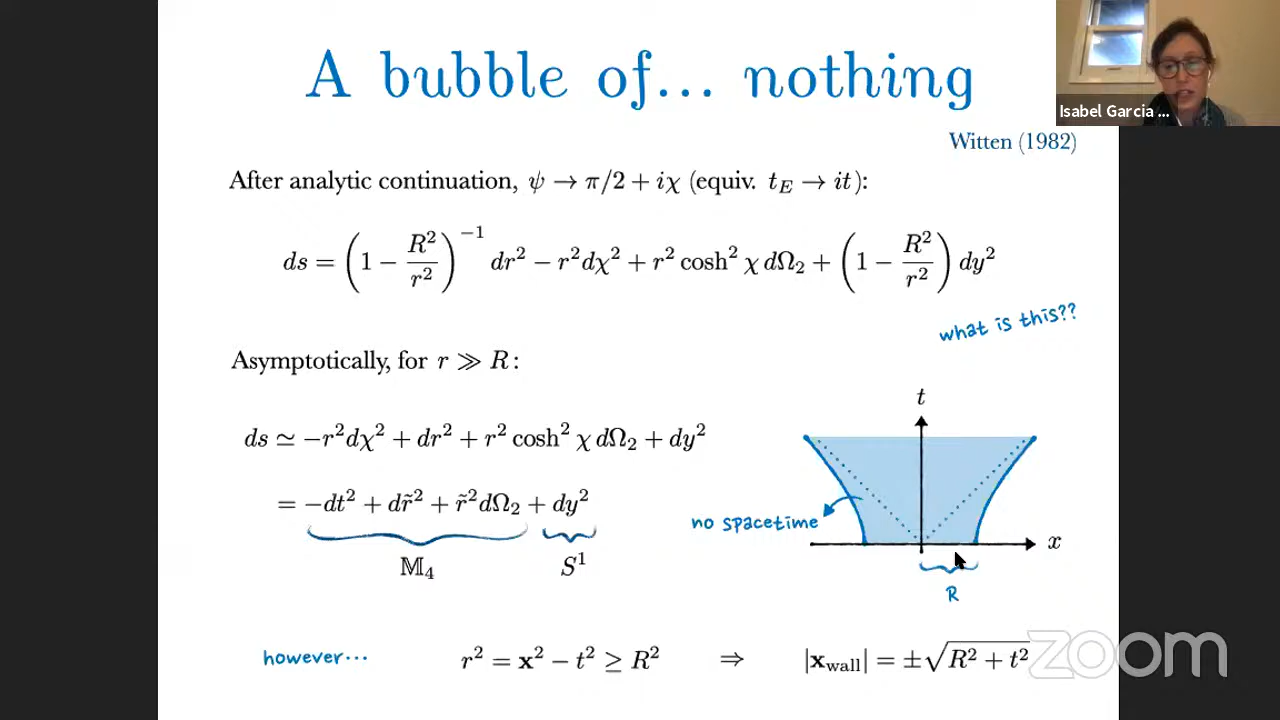 A bubble of... nothing
Isabel Garcia ...
Witten (1982)
After analytic continuation, ψ → π/2 + iχ (equiv. t_E → it):
ds = (1 − R²/r²)⁻¹ dr² − r²dχ² + r² cosh² χ dΩ₂ + (1 − R²/r²) dy²
what is this??
Asymptotically, for r ≫ R:
t
ds ≃ −r²dχ² + dr² + r² cosh² χ dΩ₂ + dy²
= −dt² + dr̃² + r̃²dΩ₂ + dy²
no spacetime
x
𝕄₄ S¹
R
however... r² = x² − t² ≥ R² ⇒ |x_wall| = ±√(R² + t²)
zoom